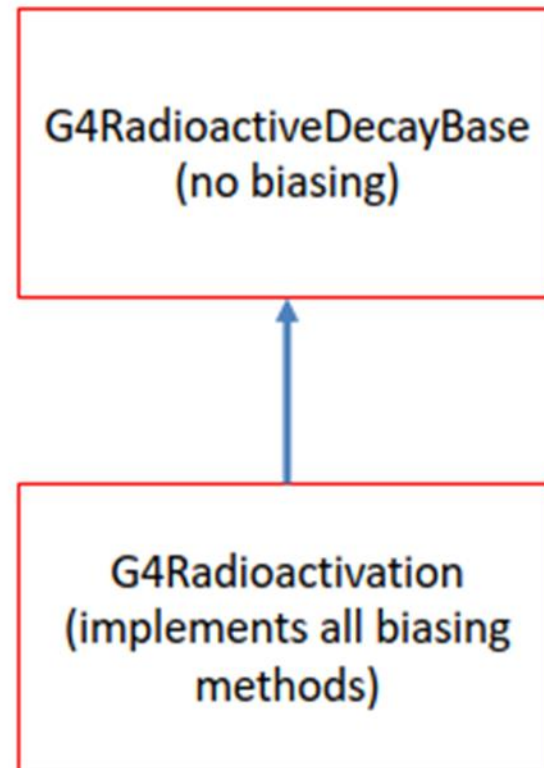 G4RadioactiveDecayBase
(no biasing)
G4Radioactivation
(implements all biasing
methods)